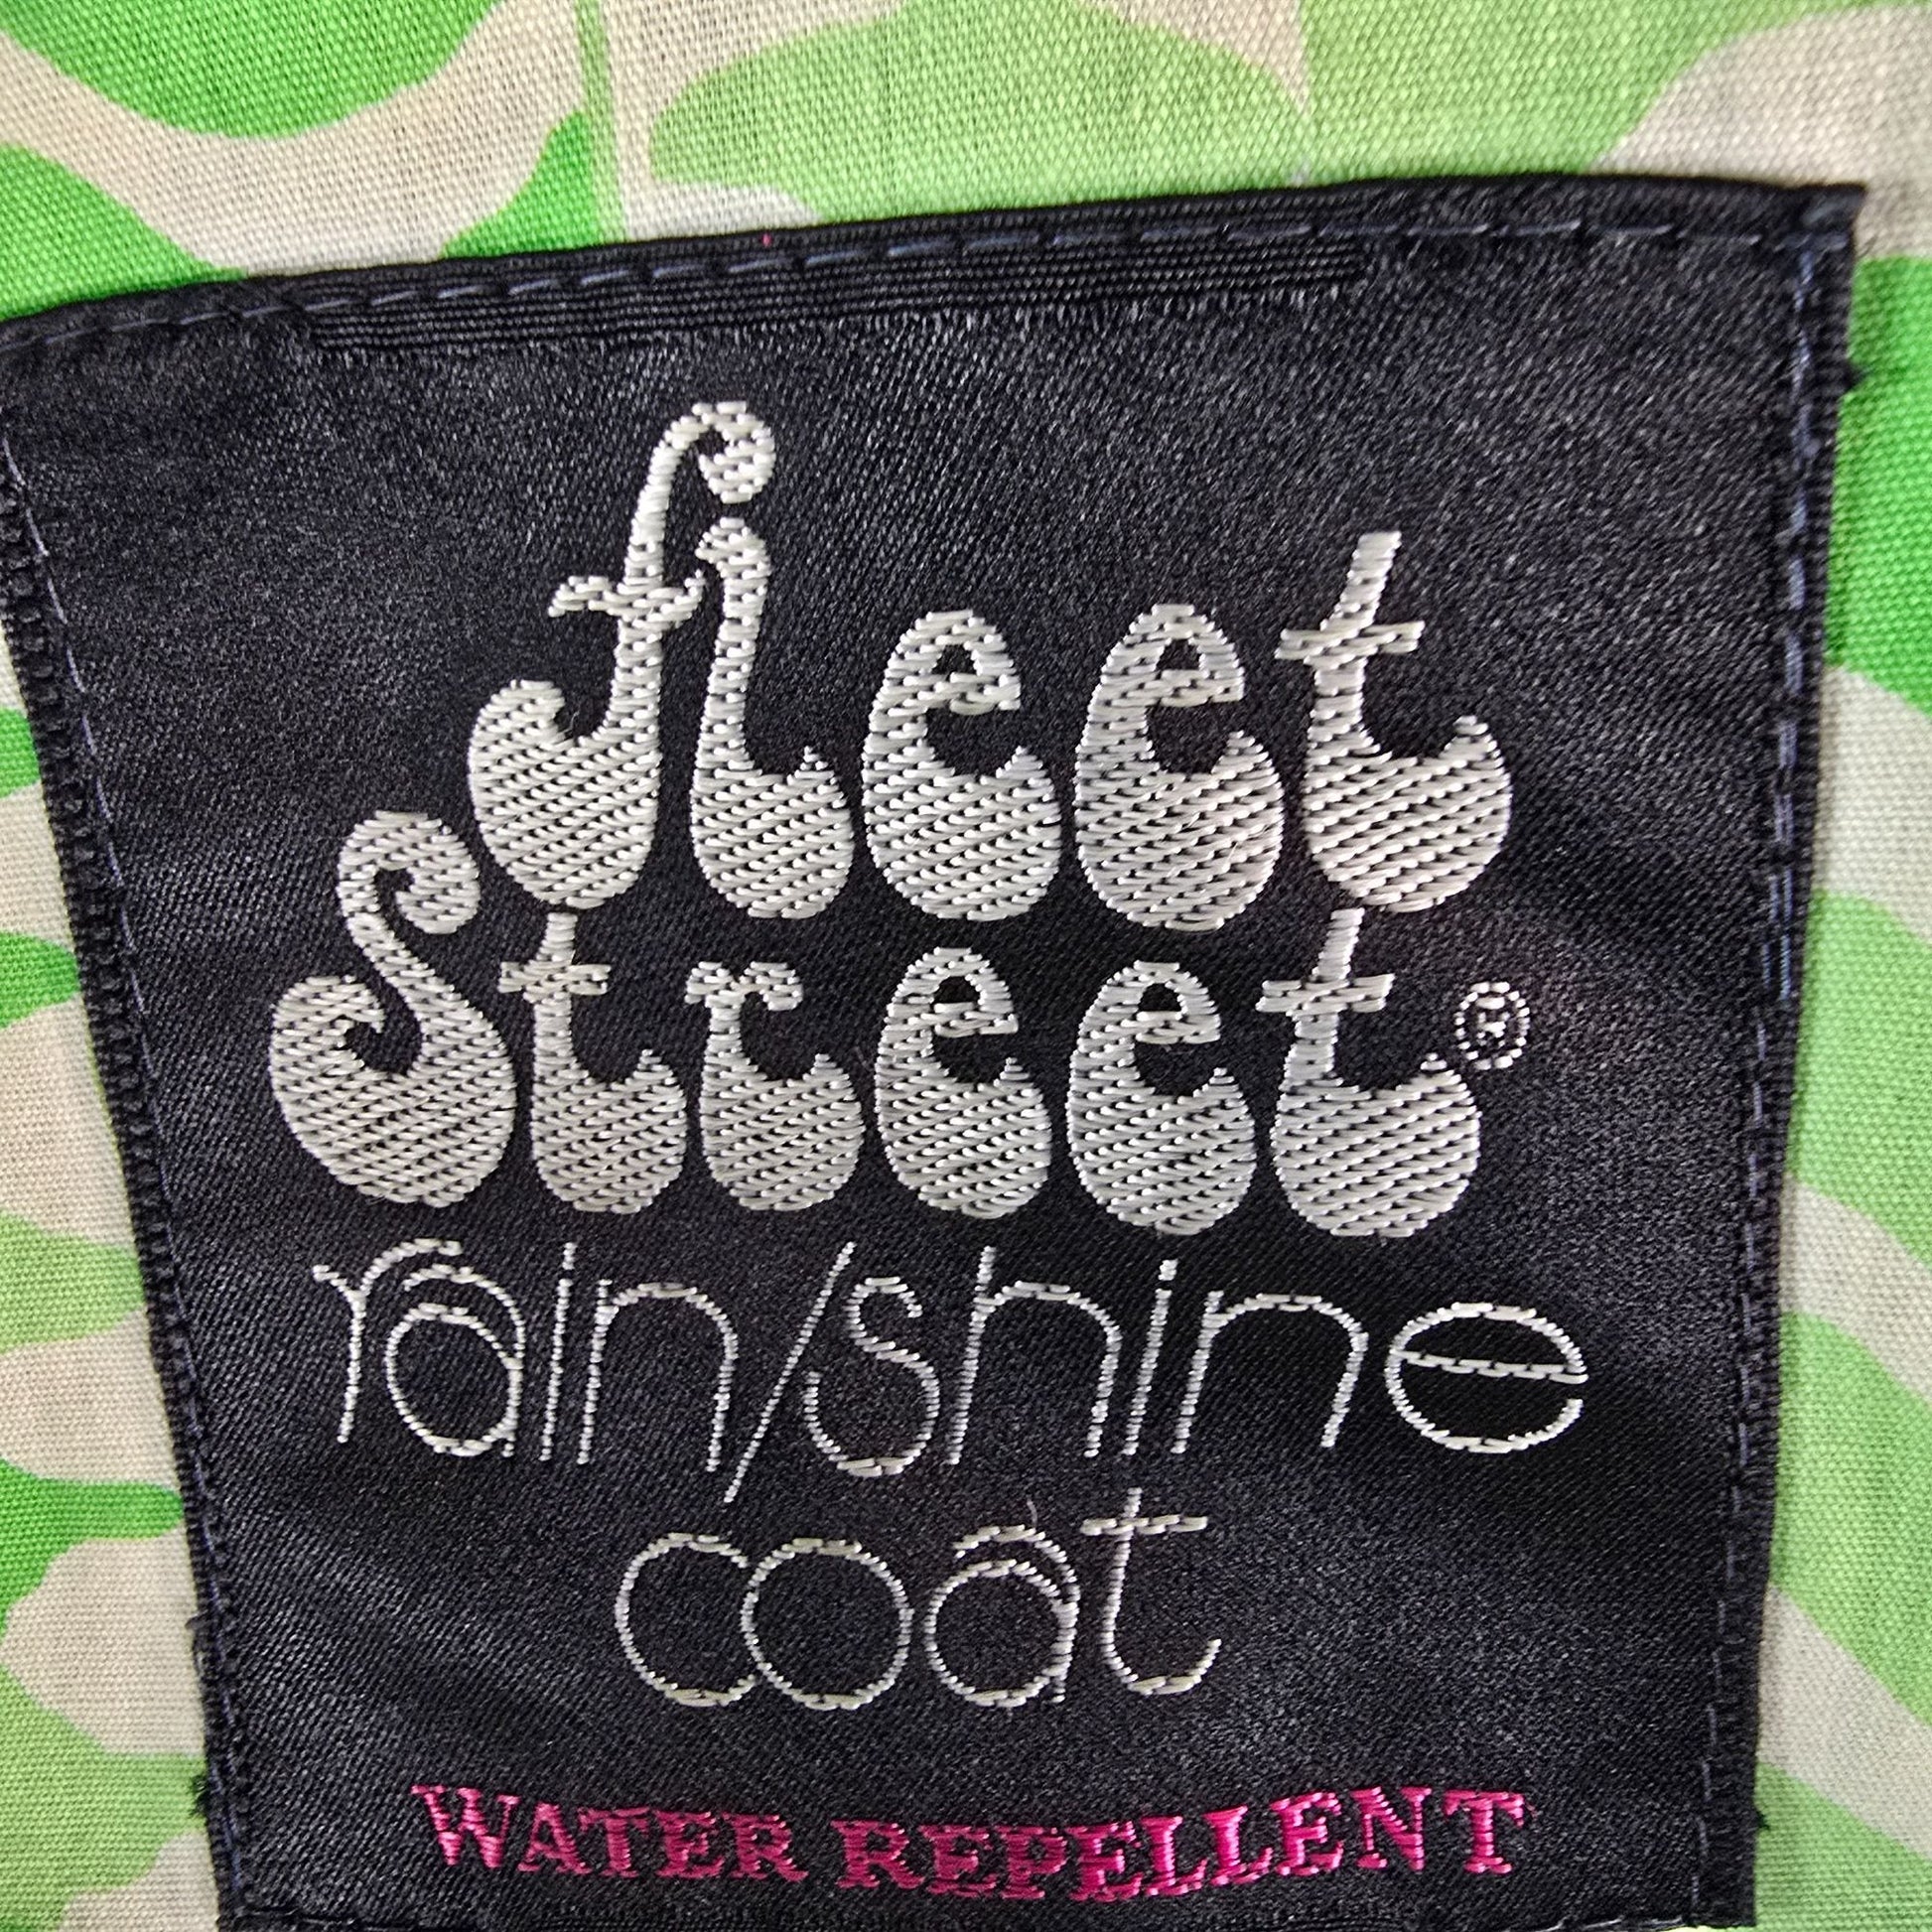 fleet
Street®
rain/shine
coat
WATER REPELLENT